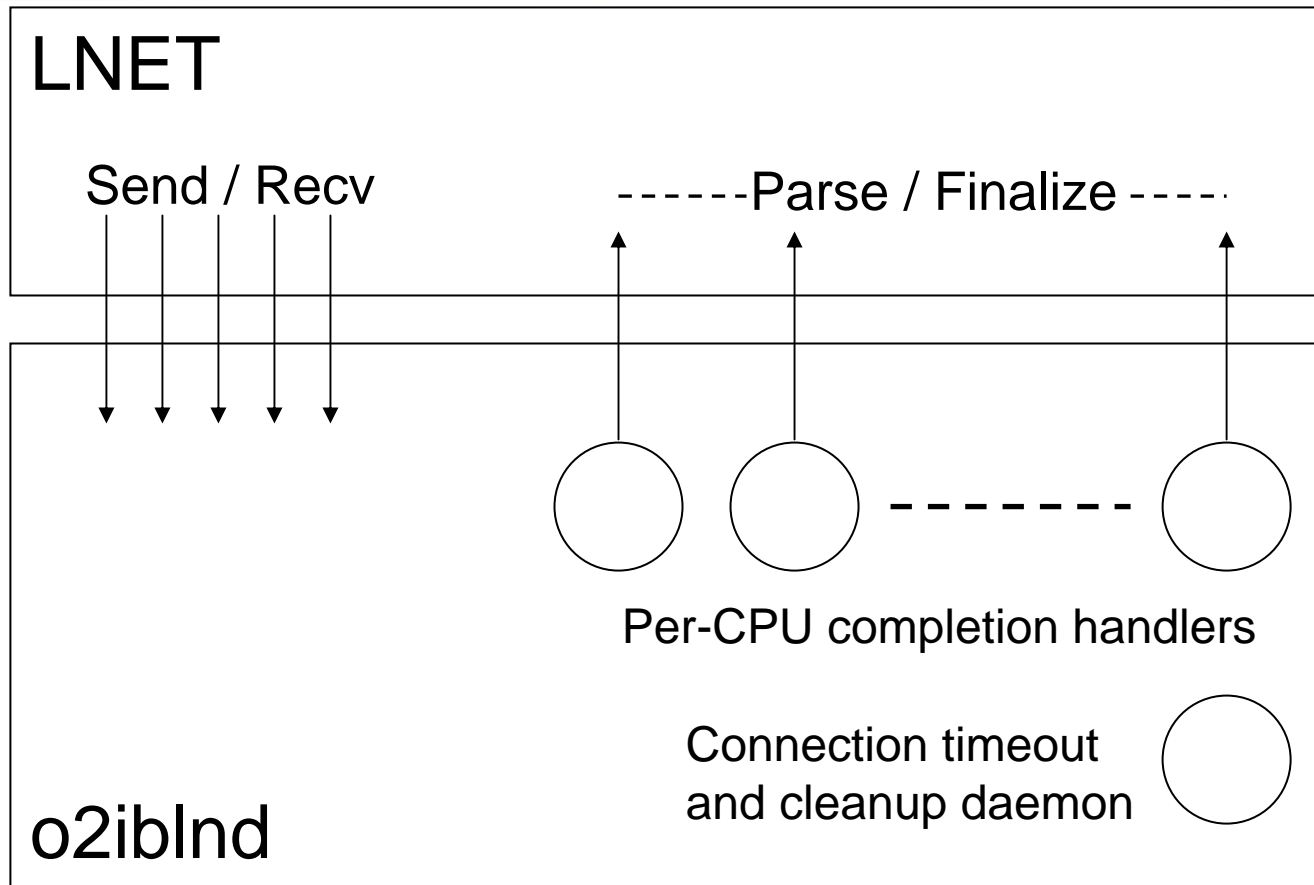 LNET
Send / Recv
Parse / Finalize
Per-CPU completion handlers
Connection timeout
and cleanup daemon
o2iblnd